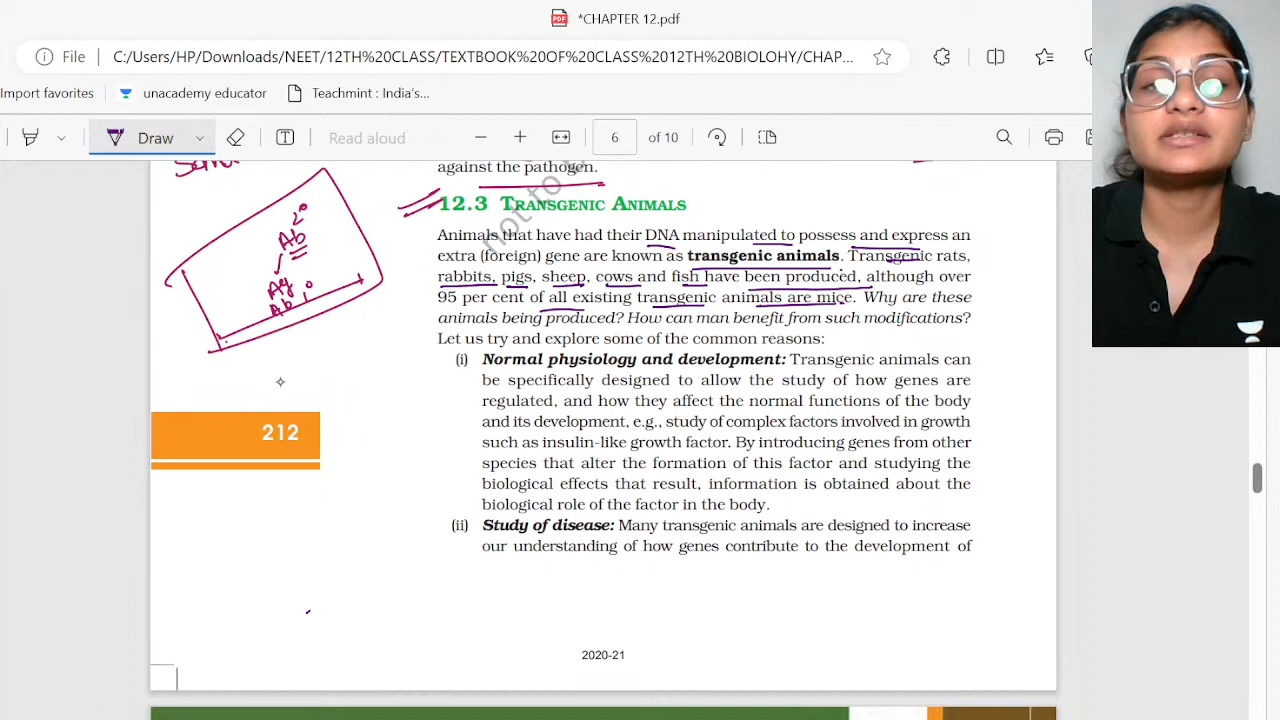 *CHAPTER 12.pdf
File
C:/Users/HP/Downloads/NEET/12TH%20CLASS/TEXTBOOK%20OF%20CLASS%2012TH%20BIOLOHY/CHAP...
Import favorites
unacademy educator
Teachmint : India's...
Draw
Read aloud
6 of 10
against the pathogen.
not to
12.3 TRANSGENIC ANIMALS
Animals that have had their DNA manipulated to possess and express an
extra (foreign) gene are known as transgenic animals. Transgenic rats,
rabbits, pigs, sheep, cows and fish have been produced, although over
95 per cent of all existing transgenic animals are mice. Why are these
animals being produced? How can man benefit from such modifications?
Let us try and explore some of the common reasons:
(i) Normal physiology and development: Transgenic animals can
be specifically designed to allow the study of how genes are
regulated, and how they affect the normal functions of the body
and its development, e.g., study of complex factors involved in growth
such as insulin-like growth factor. By introducing genes from other
species that alter the formation of this factor and studying the
biological effects that result, information is obtained about the
biological role of the factor in the body.
(ii) Study of disease: Many transgenic animals are designed to increase
our understanding of how genes contribute to the development of
2°
Ab
Ag
Ab 1°
212
2020-21